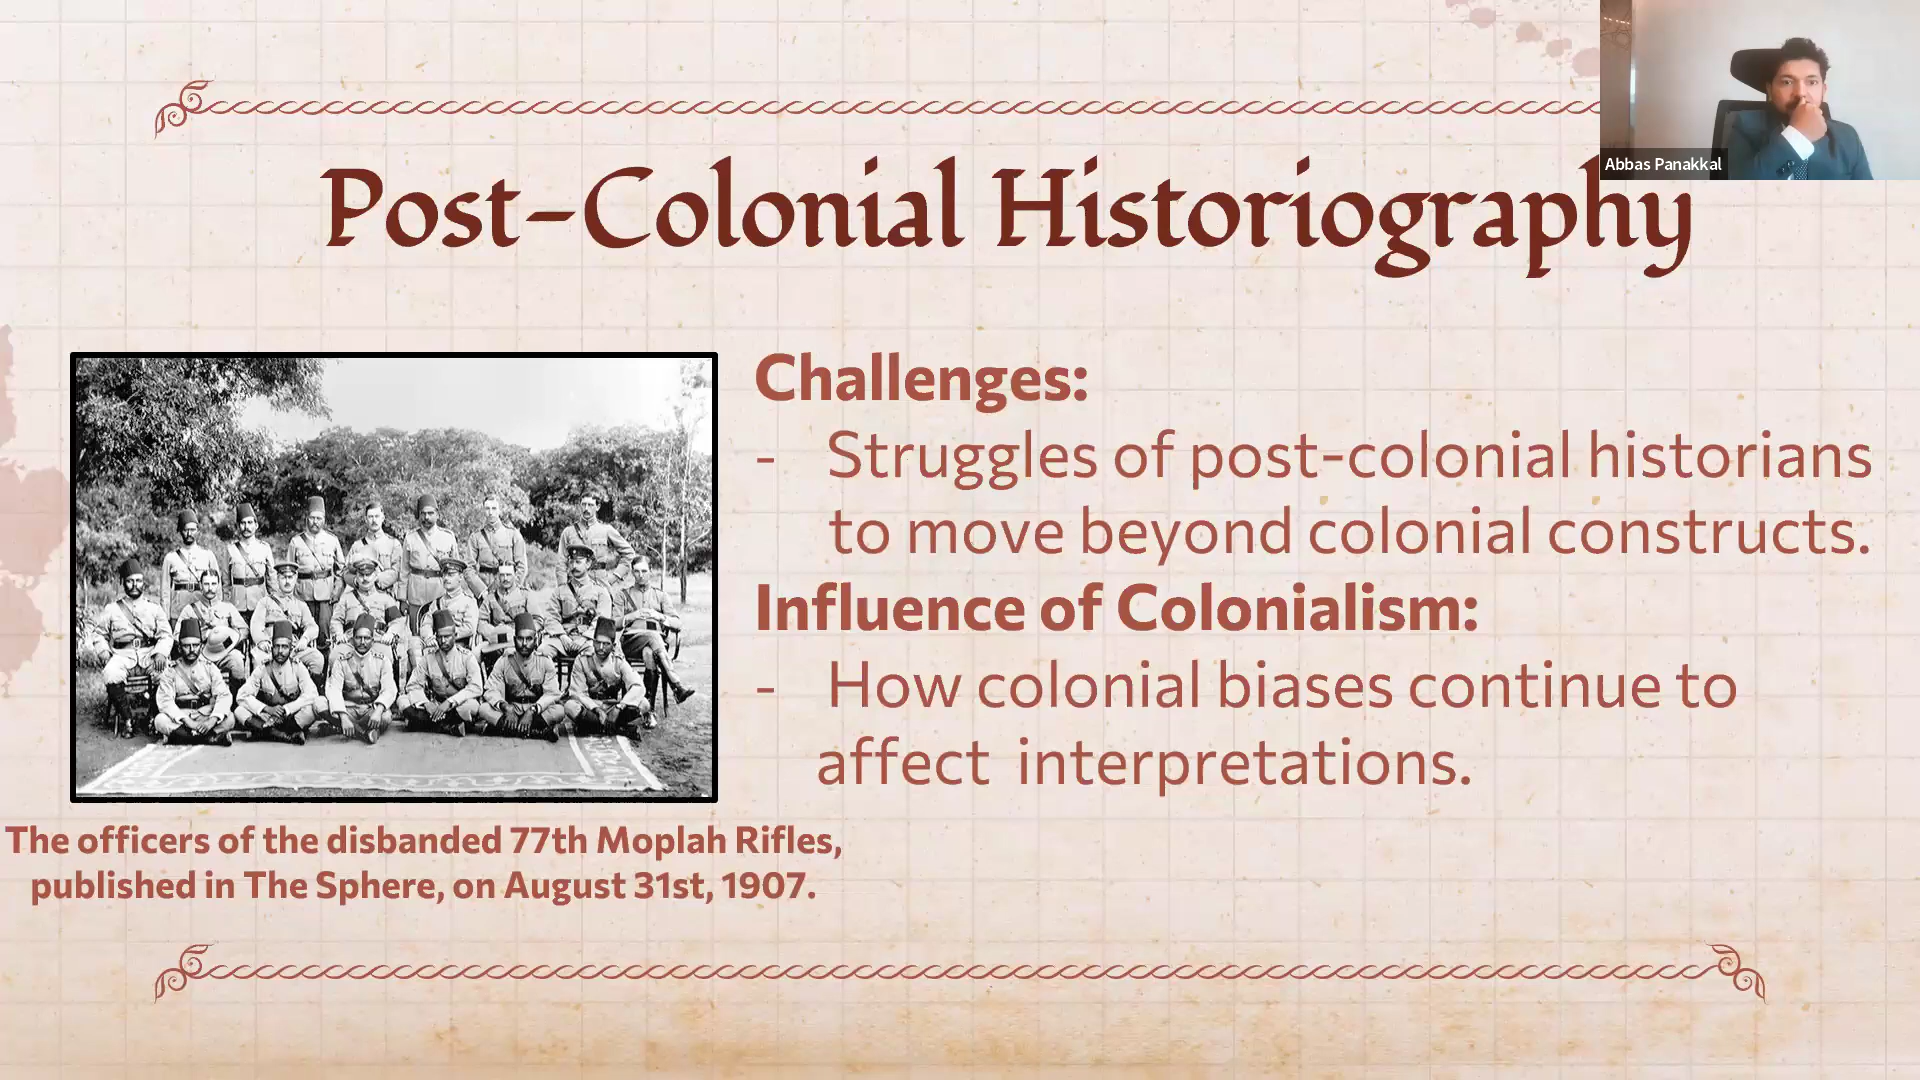 Abbas Panakkal
Post-Colonial Historiography
Challenges:
- Struggles of post-colonial historians
to move beyond colonial constructs.
Influence of Colonialism:
- How colonial biases continue to
affect interpretations.
The officers of the disbanded 77th Moplah Rifles,
published in The Sphere, on August 31st, 1907.